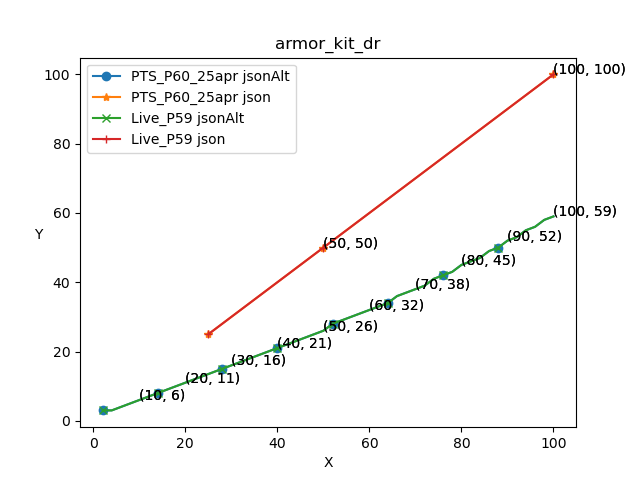 armor_kit_dr
PTS_P60_25apr jsonAlt
PTS_P60_25apr json
Live_P59 jsonAlt
Live_P59 json
(100, 100)
(50, 50)
(100, 59)
(90, 52)
(80, 45)
(70, 38)
(60, 32)
(50, 26)
(40, 21)
(30, 16)
(20, 11)
(10, 6)
Y
100
80
60
40
20
0
0 20 40 60 80 100
X